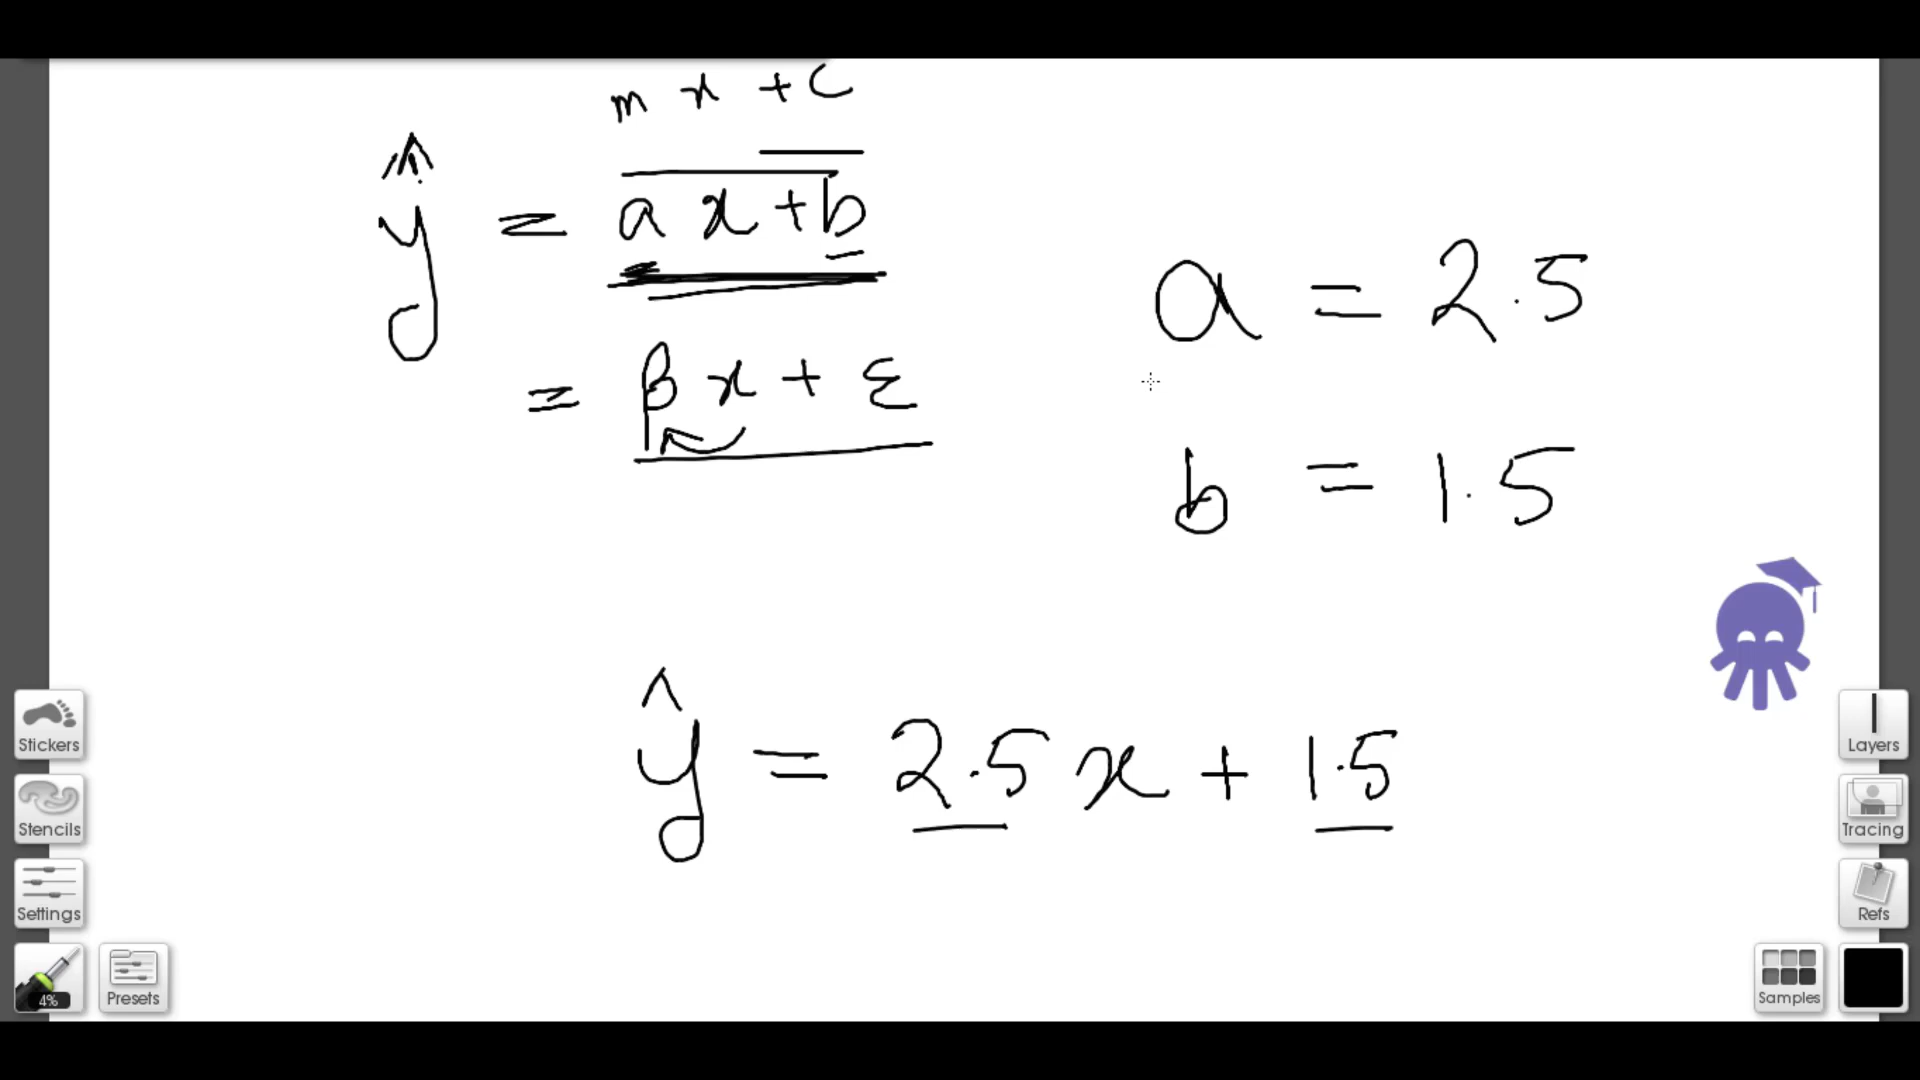 mx + c
ŷ = ax + b
= βx + ε
a = 2.5
b = 1.5
ŷ = 2.5x + 1.5
Stickers
Stencils
Settings
4%
Presets
Layers
Tracing
Refs
Samples